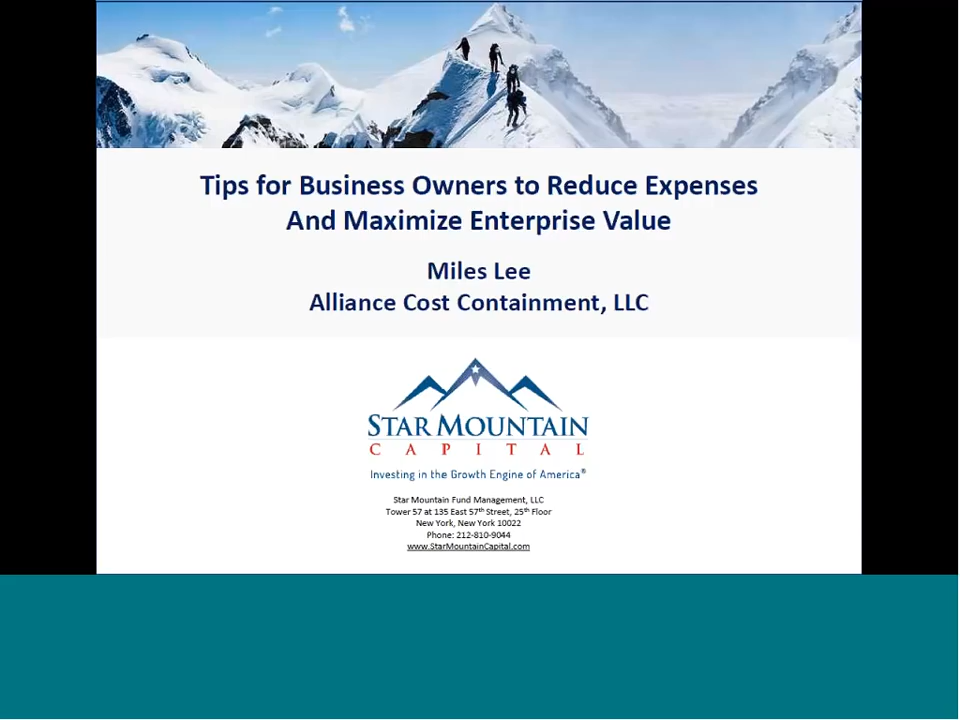 Tips for Business Owners to Reduce Expenses
And Maximize Enterprise Value
Miles Lee
Alliance Cost Containment, LLC
STAR MOUNTAIN
CAPITAL
Investing in the Growth Engine of America®
Star Mountain Fund Management, LLC
Tower 57 at 135 East 57th Street, 25th Floor
New York, New York 10022
Phone: 212-810-9044
www.StarMountainCapital.com